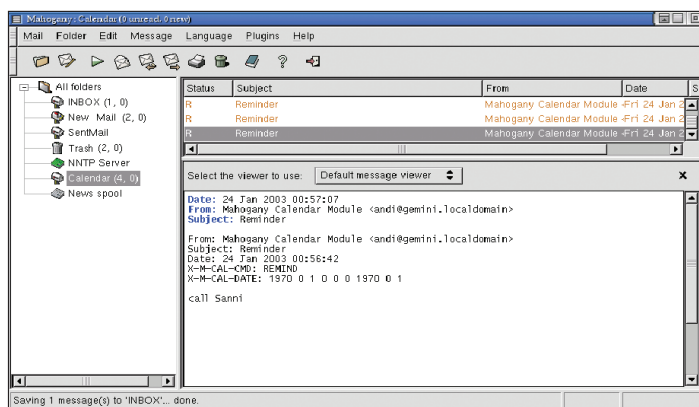 Mahogany: Calendar (0 unread, 0 new)
Mail Folder Edit Message Language Plugins Help
All folders
INBOX (1, 0)
New Mail (2, 0)
SentMail
Trash (2, 0)
NNTP Server
Calendar (4, 0)
News spool
Status Subject From Date S
R Reminder Mahogany Calendar Module Fri 24 Jan 2
R Reminder Mahogany Calendar Module Fri 24 Jan 2
R Reminder Mahogany Calendar Module Fri 24 Jan 2
Select the viewer to use: Default message viewer
Date: 24 Jan 2003 00:57:07
From: Mahogany Calendar Module <andi@gemini.localdomain>
Subject: Reminder
From: Mahogany Calendar Module <andi@gemini.localdomain>
Subject: Reminder
Date: 24 Jan 2003 00:56:42
X-M-CAL-CMD: REMIND
X-M-CAL-DATE: 1970 0 1 0 0 0 1970 0 1
call Sanni
Saving 1 message(s) to 'INBOX'... done.